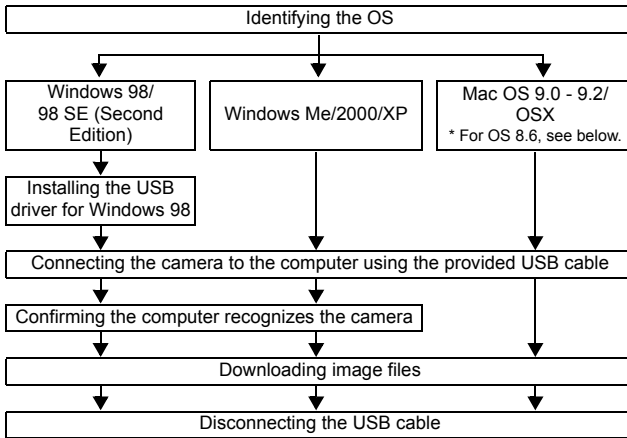 Identifying the OS
Windows 98/
98 SE (Second
Edition)
Windows Me/2000/XP
Mac OS 9.0 - 9.2/
OSX
* For OS 8.6, see below.
Installing the USB
driver for Windows 98
Connecting the camera to the computer using the provided USB cable
Confirming the computer recognizes the camera
Downloading image files
Disconnecting the USB cable